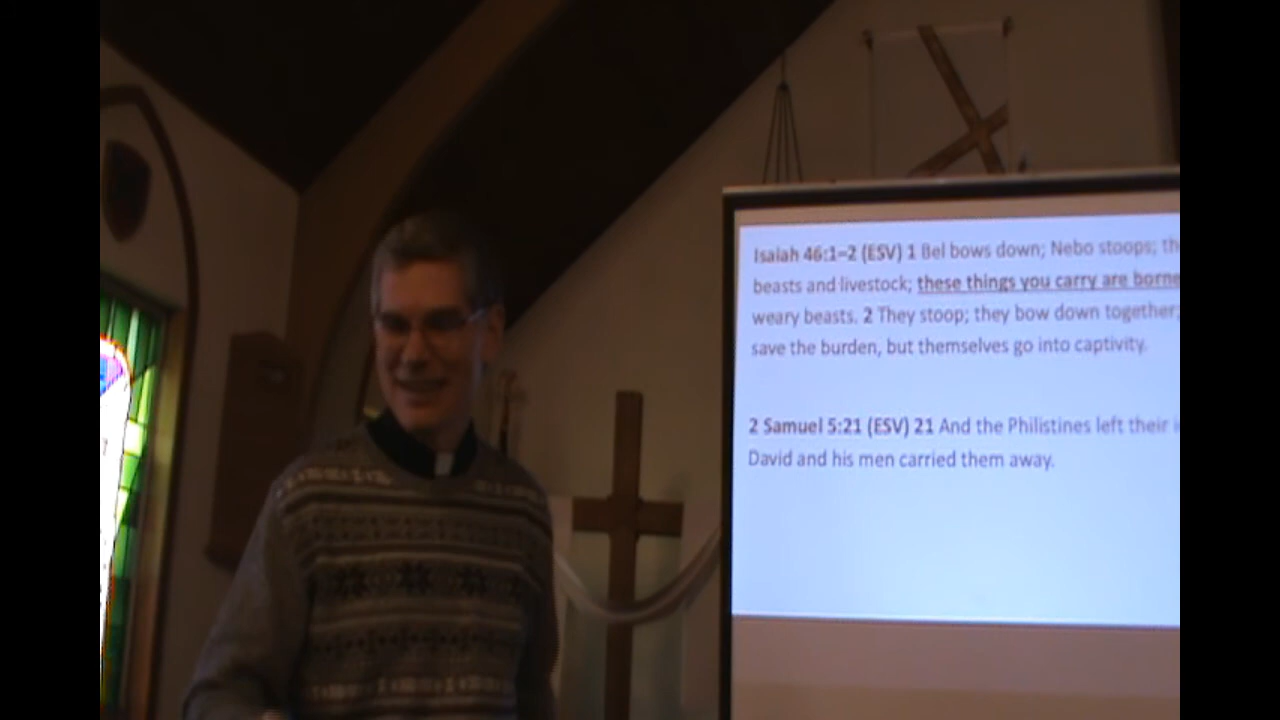 Isaiah 46:1–2 (ESV) 1 Bel bows down; Nebo stoops; th
beasts and livestock; these things you carry are borne
weary beasts. 2 They stoop; they bow down together;
save the burden, but themselves go into captivity.
2 Samuel 5:21 (ESV) 21 And the Philistines left their i
David and his men carried them away.